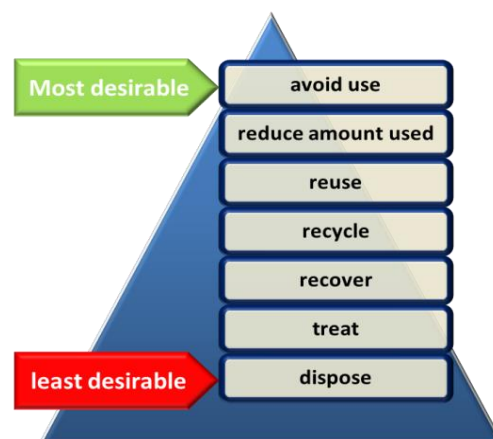 Most desirable
avoid use
reduce amount used
reuse
recycle
recover
treat
least desirable
dispose